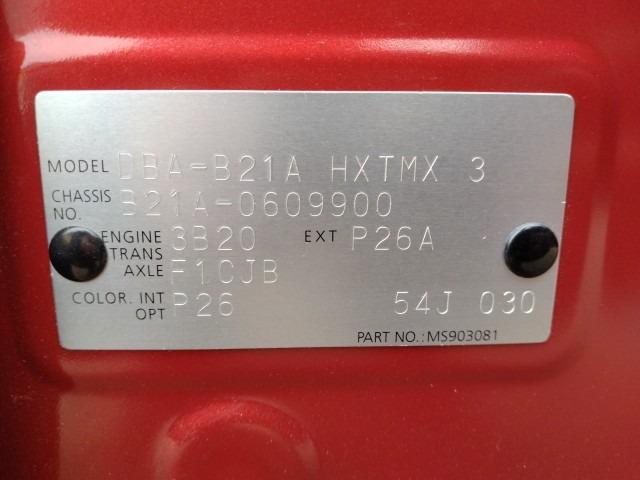 MODEL DBA-B21A HXTMX 3
CHASSIS NO. B21A-0609900
ENGINE 3B20 EXT P26A
TRANS AXLE F1CJB
COLOR. INT OPT P26 54J 030
PART NO.:MS903081